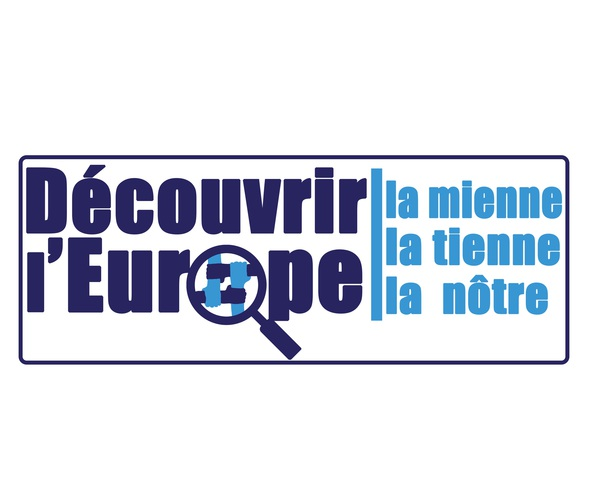 Découvrir
l'Europe
la mienne
la tienne
la nôtre